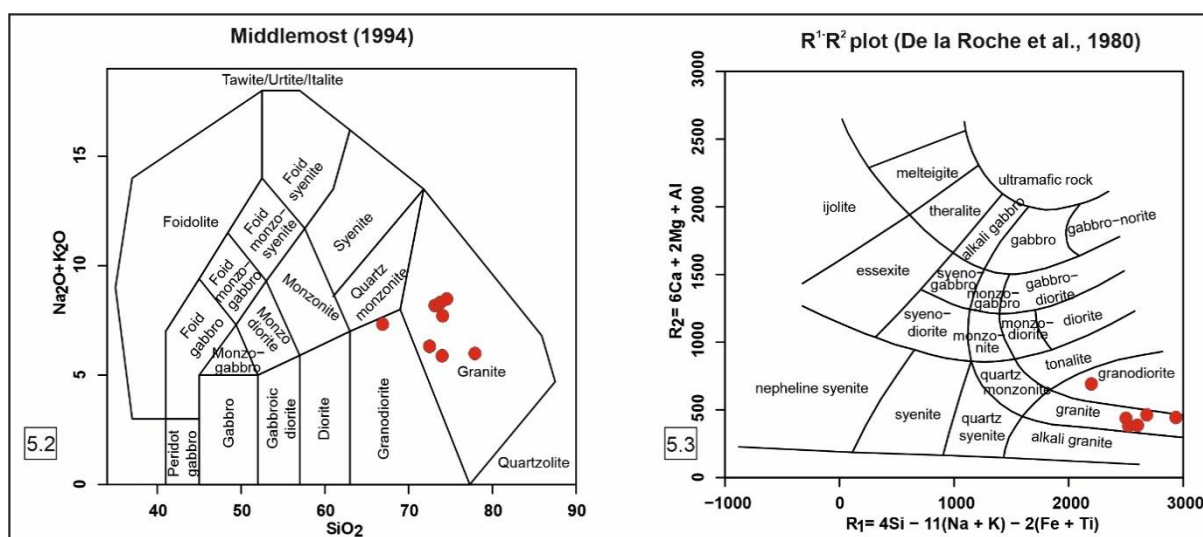 Middlemost (1994)
Tawite/Urtite/Italite
Foidolite
Foid
syenite
Foid
monzo-
syenite
Foid
monzo-
gabbro
Foid
gabbro
Syenite
Monzonite
Quartz
monzonite
Monzo
diorite
Monzo-
gabbro
Peridot
gabbro
Gabbro
Gabbroic
diorite
Diorite
Granodiorite
Granite
Quartzolite
Na2O+K2O
0
5
10
15
40
50
60
70
80
90
SiO2
5.2
R1-R2 plot (De la Roche et al., 1980)
R2= 6Ca + 2Mg + Al
0
500
1000
1500
2000
2500
3000
melteigite
ultramafic rock
ijolite
theralite
alkali gabbro
gabbro
gabbro-norite
essexite
syeno-
gabbro
monzo-
gabbro
gabbro-
diorite
syeno-
diorite
monzo-
nite
monzo-
diorite
diorite
tonalite
nepheline syenite
syenite
quartz
monzonite
quartz
syenite
granodiorite
granite
alkali granite
−1000
0
1000
2000
3000
R1= 4Si − 11(Na + K) − 2(Fe + Ti)
5.3